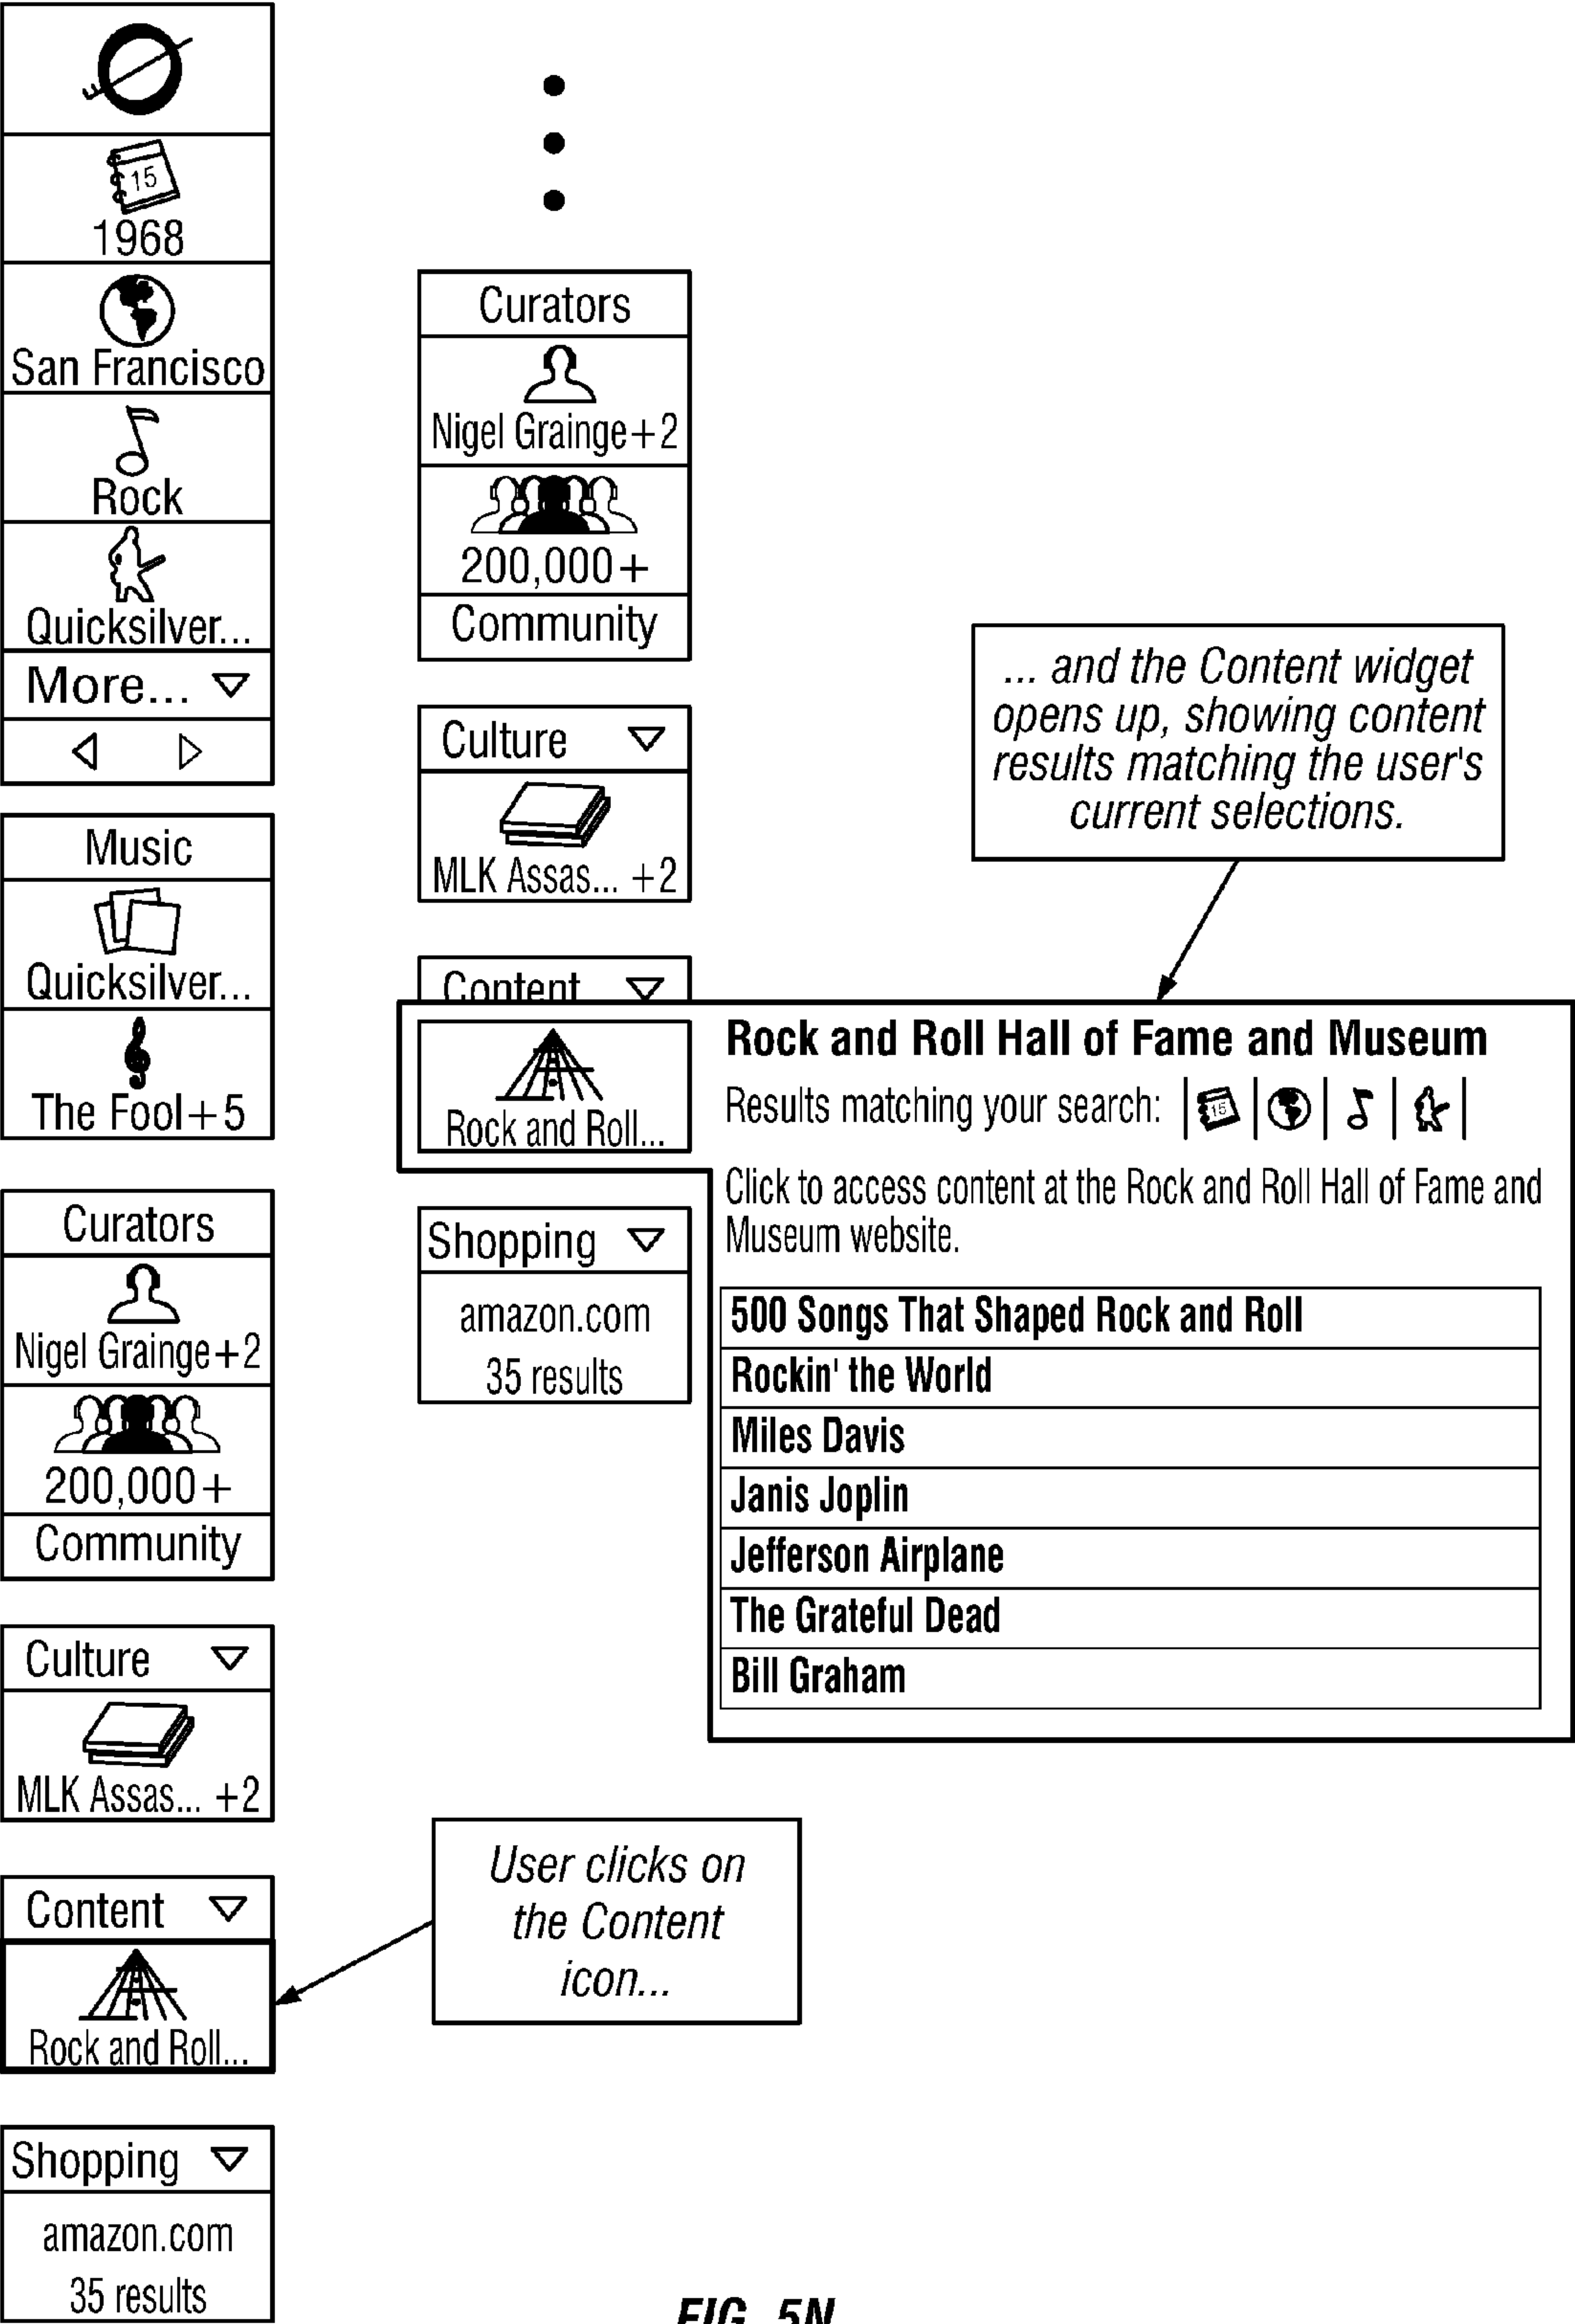 15
1968
San Francisco
Rock
Quicksilver...
More...
Music
Quicksilver...
The Fool+5
Curators
Nigel Grainge+2
200,000+
Community
Culture
MLK Assas... +2
Content
Rock and Roll...
Shopping
amazon.com
35 results
Curators
Nigel Grainge+2
200,000+
Community
Culture
MLK Assas... +2
Content
Rock and Roll...
Shopping
amazon.com
35 results
... and the Content widget
opens up, showing content
results matching the user's
current selections.
Rock and Roll Hall of Fame and Museum
Results matching your search:
15
Click to access content at the Rock and Roll Hall of Fame and
Museum website.
500 Songs That Shaped Rock and Roll
Rockin' the World
Miles Davis
Janis Joplin
Jefferson Airplane
The Grateful Dead
Bill Graham
User clicks on
the Content
icon...
FIG. 5N